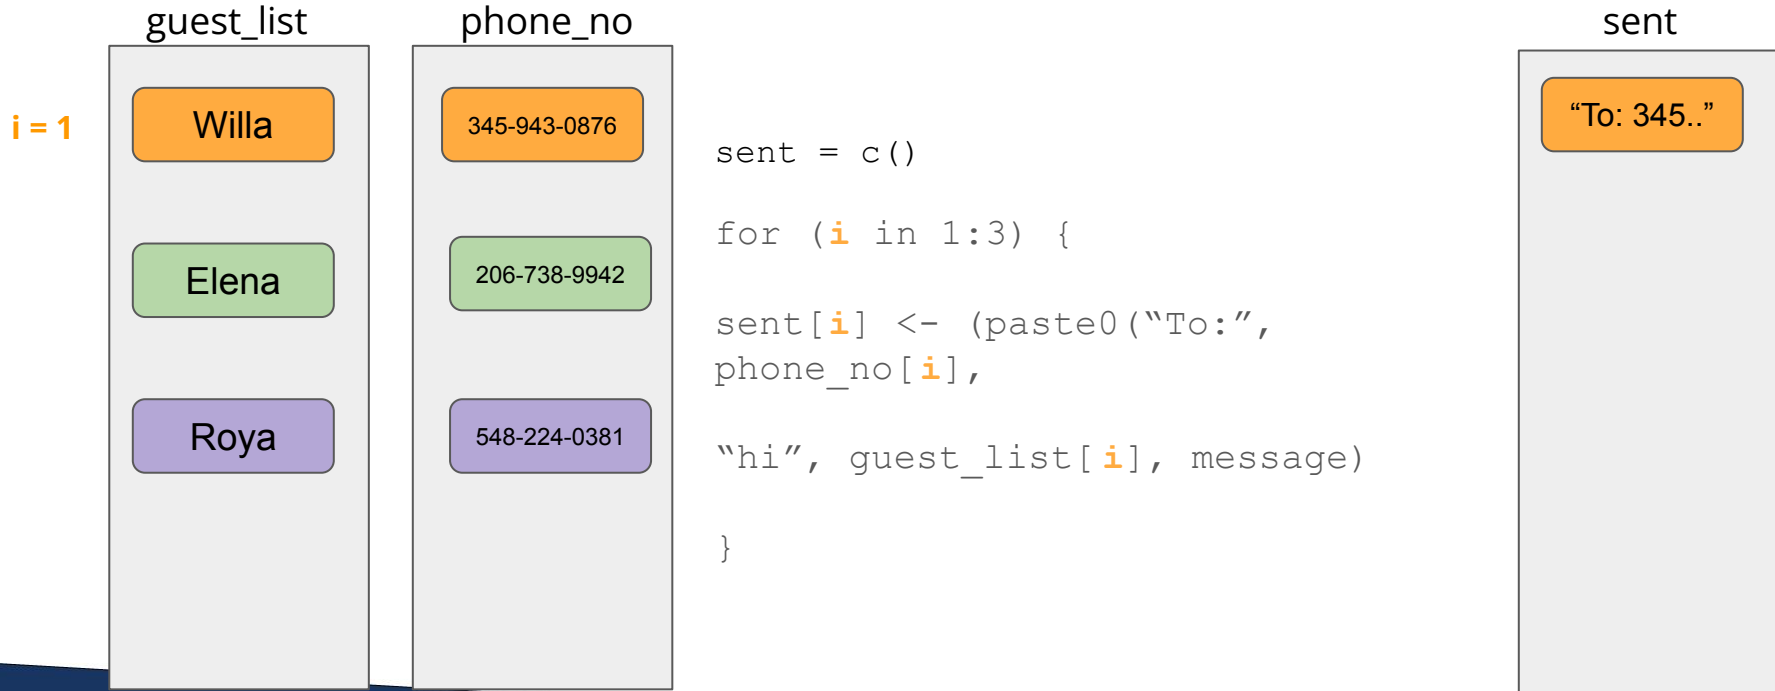 guest_list
phone_no
sent
i = 1
Willa
345-943-0876
“To: 345..”
Elena
206-738-9942
Roya
548-224-0381
sent = c()
for (i in 1:3) {
sent[i] <- (paste0(“To:”,
phone_no[i],
“hi”, guest_list[i], message)
}